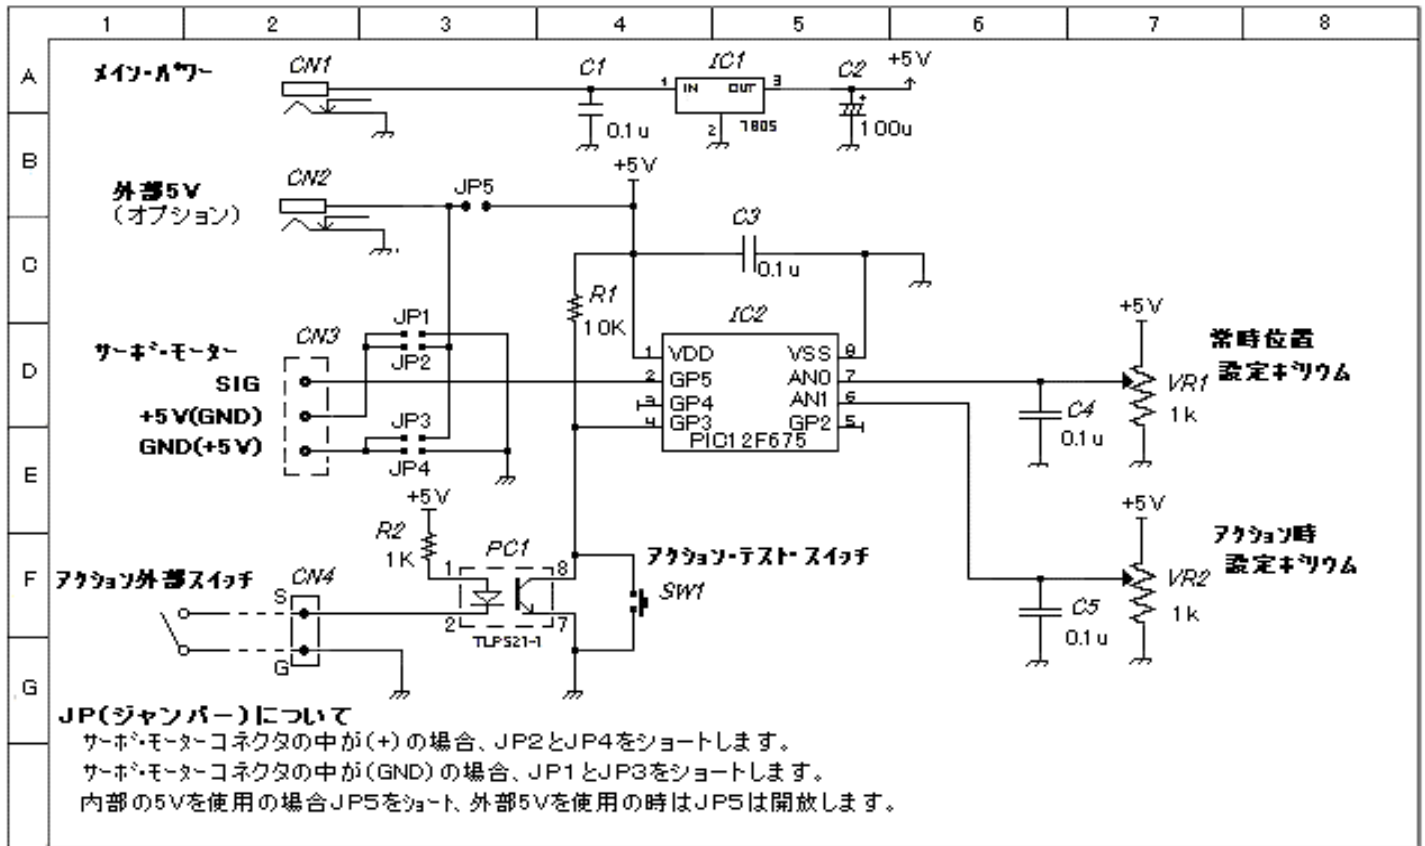 1 2 3 4 5 6 7 8
A
B
C
D
E
F
G
メイン・パワー
CN1
C1
0.1u
IC1
1
IN
OUT
3
2
7805
C2
+5V
100u
外部5V
(オプション)
CN2
JP5
+5V
C3
0.1u
R1
10K
サーボ・モーター
CN3
JP1
JP2
SIG
+5V(GND)
GND(+5V)
JP3
JP4
IC2
1 VDD
2 GP5
3 GP4
4 GP3
VSS 8
AN0 7
AN1 6
GP2 5
PIC12F675
+5V
常時位置
設定ボリウム
VR1
1k
C4
0.1u
+5V
R2
1K
PC1
1
8
2
7
TLP521-1
アクション・テスト・スイッチ
SW1
+5V
アクション時
設定ボリウム
VR2
1k
C5
0.1u
アクション外部スイッチ
CN4
S
G
JP(ジャンパー)について
サーボ・モーターコネクタの中が(+)の場合、JP2とJP4をショートします。
サーボ・モーターコネクタの中が(GND)の場合、JP1とJP3をショートします。
内部の5Vを使用の場合JP5をショート、外部5Vを使用の時はJP5は開放します。